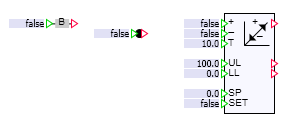 false B
false
false +
false −
10.0 T
100.0 UL
0.0 LL
0.0 SP
false SET